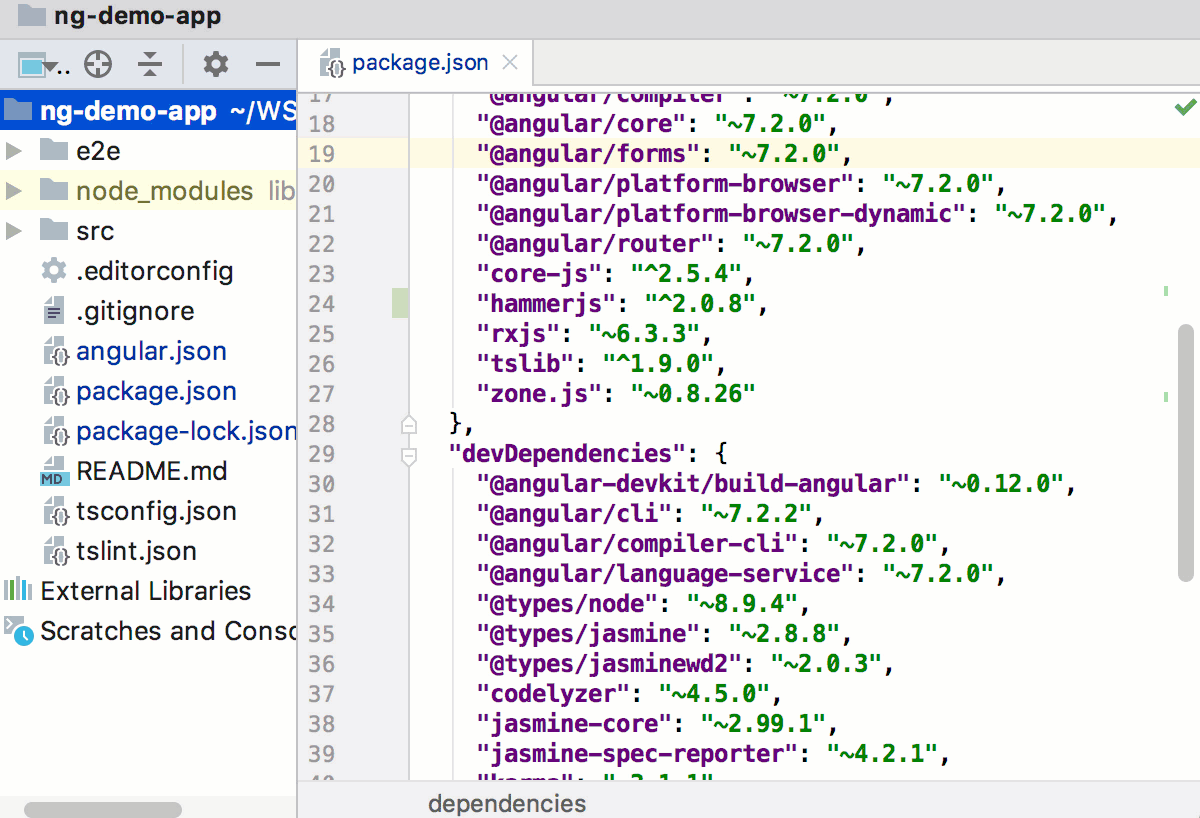 ng-demo-app
..
ng-demo-app ~/WS
e2e
node_modules lib
src
.editorconfig
.gitignore
angular.json
package.json
package-lock.json
README.md
MD
tsconfig.json
tslint.json
External Libraries
Scratches and Conso
package.json
17 "@angular/compiler": "~7.2.0",
18 "@angular/core": "~7.2.0",
19 "@angular/forms": "~7.2.0",
20 "@angular/platform-browser": "~7.2.0",
21 "@angular/platform-browser-dynamic": "~7.2.0",
22 "@angular/router": "~7.2.0",
23 "core-js": "^2.5.4",
24 "hammerjs": "^2.0.8",
25 "rxjs": "~6.3.3",
26 "tslib": "^1.9.0",
27 "zone.js": "~0.8.26"
28 },
29 "devDependencies": {
30 "@angular-devkit/build-angular": "~0.12.0",
31 "@angular/cli": "~7.2.2",
32 "@angular/compiler-cli": "~7.2.0",
33 "@angular/language-service": "~7.2.0",
34 "@types/node": "~8.9.4",
35 "@types/jasmine": "~2.8.8",
36 "@types/jasminewd2": "~2.0.3",
37 "codelyzer": "~4.5.0",
38 "jasmine-core": "~2.99.1",
39 "jasmine-spec-reporter": "~4.2.1",
dependencies